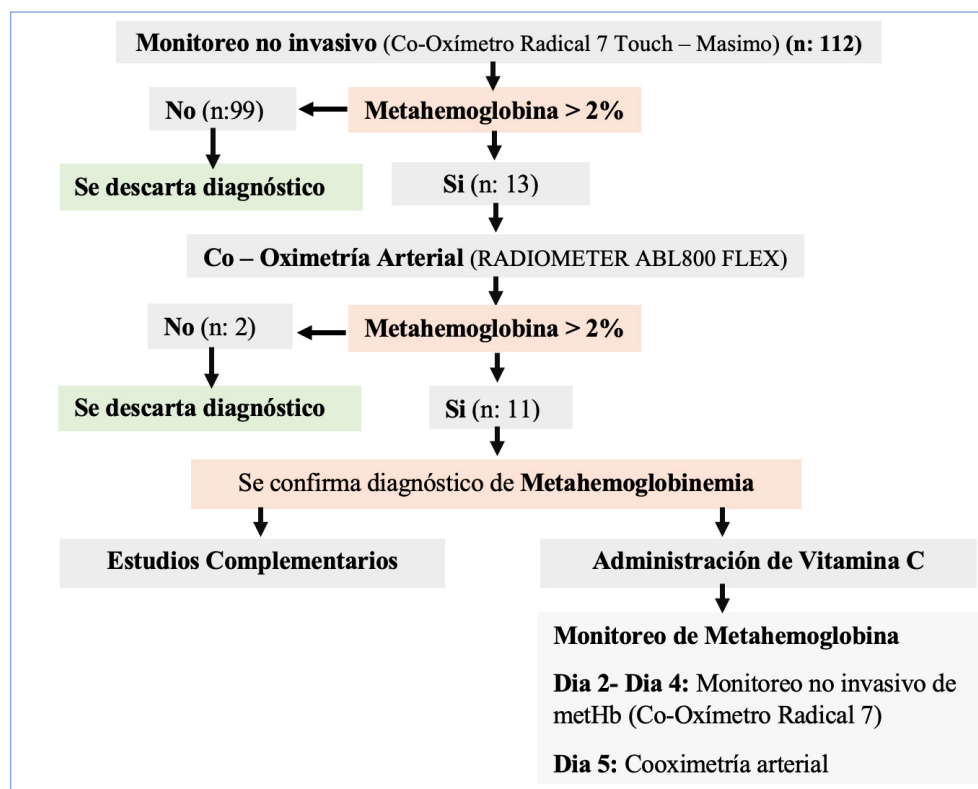 Monitoreo no invasivo (Co-Oxímetro Radical 7 Touch – Masimo) (n: 112)
No (n:99)
Metahemoglobina > 2%
Se descarta diagnóstico
Si (n: 13)
Co – Oximetría Arterial (RADIOMETER ABL800 FLEX)
No (n: 2)
Metahemoglobina > 2%
Se descarta diagnóstico
Si (n: 11)
Se confirma diagnóstico de Metahemoglobinemia
Estudios Complementarios
Administración de Vitamina C
Monitoreo de Metahemoglobina
Dia 2- Dia 4: Monitoreo no invasivo de
metHb (Co-Oxímetro Radical 7)
Dia 5: Cooximetría arterial